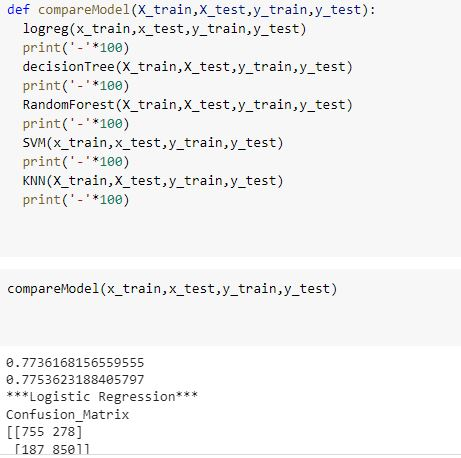 def compareModel(X_train,X_test,y_train,y_test):
logreg(x_train,x_test,y_train,y_test)
print('-'*100)
decisionTree(X_train,X_test,y_train,y_test)
print('-'*100)
RandomForest(X_train,X_test,y_train,y_test)
print('-'*100)
SVM(x_train,x_test,y_train,y_test)
print('-'*100)
KNN(X_train,X_test,y_train,y_test)
print('-'*100)
compareModel(x_train,x_test,y_train,y_test)
0.7736168156559555
0.7753623188405797
***Logistic Regression***
Confusion_Matrix
[[755 278]
[187 850]]